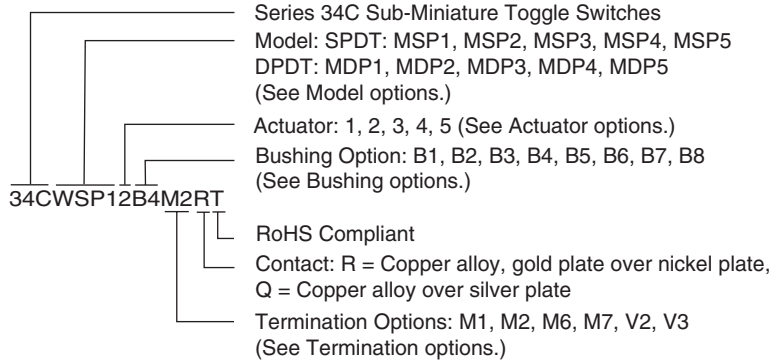 Series 34C Sub-Miniature Toggle Switches
Model: SPDT: MSP1, MSP2, MSP3, MSP4, MSP5
DPDT: MDP1, MDP2, MDP3, MDP4, MDP5
(See Model options.)
Actuator: 1, 2, 3, 4, 5 (See Actuator options.)
Bushing Option: B1, B2, B3, B4, B5, B6, B7, B8
(See Bushing options.)
34CWSP12B4M2RT
RoHS Compliant
Contact: R = Copper alloy, gold plate over nickel plate,
Q = Copper alloy over silver plate
Termination Options: M1, M2, M6, M7, V2, V3
(See Termination options.)